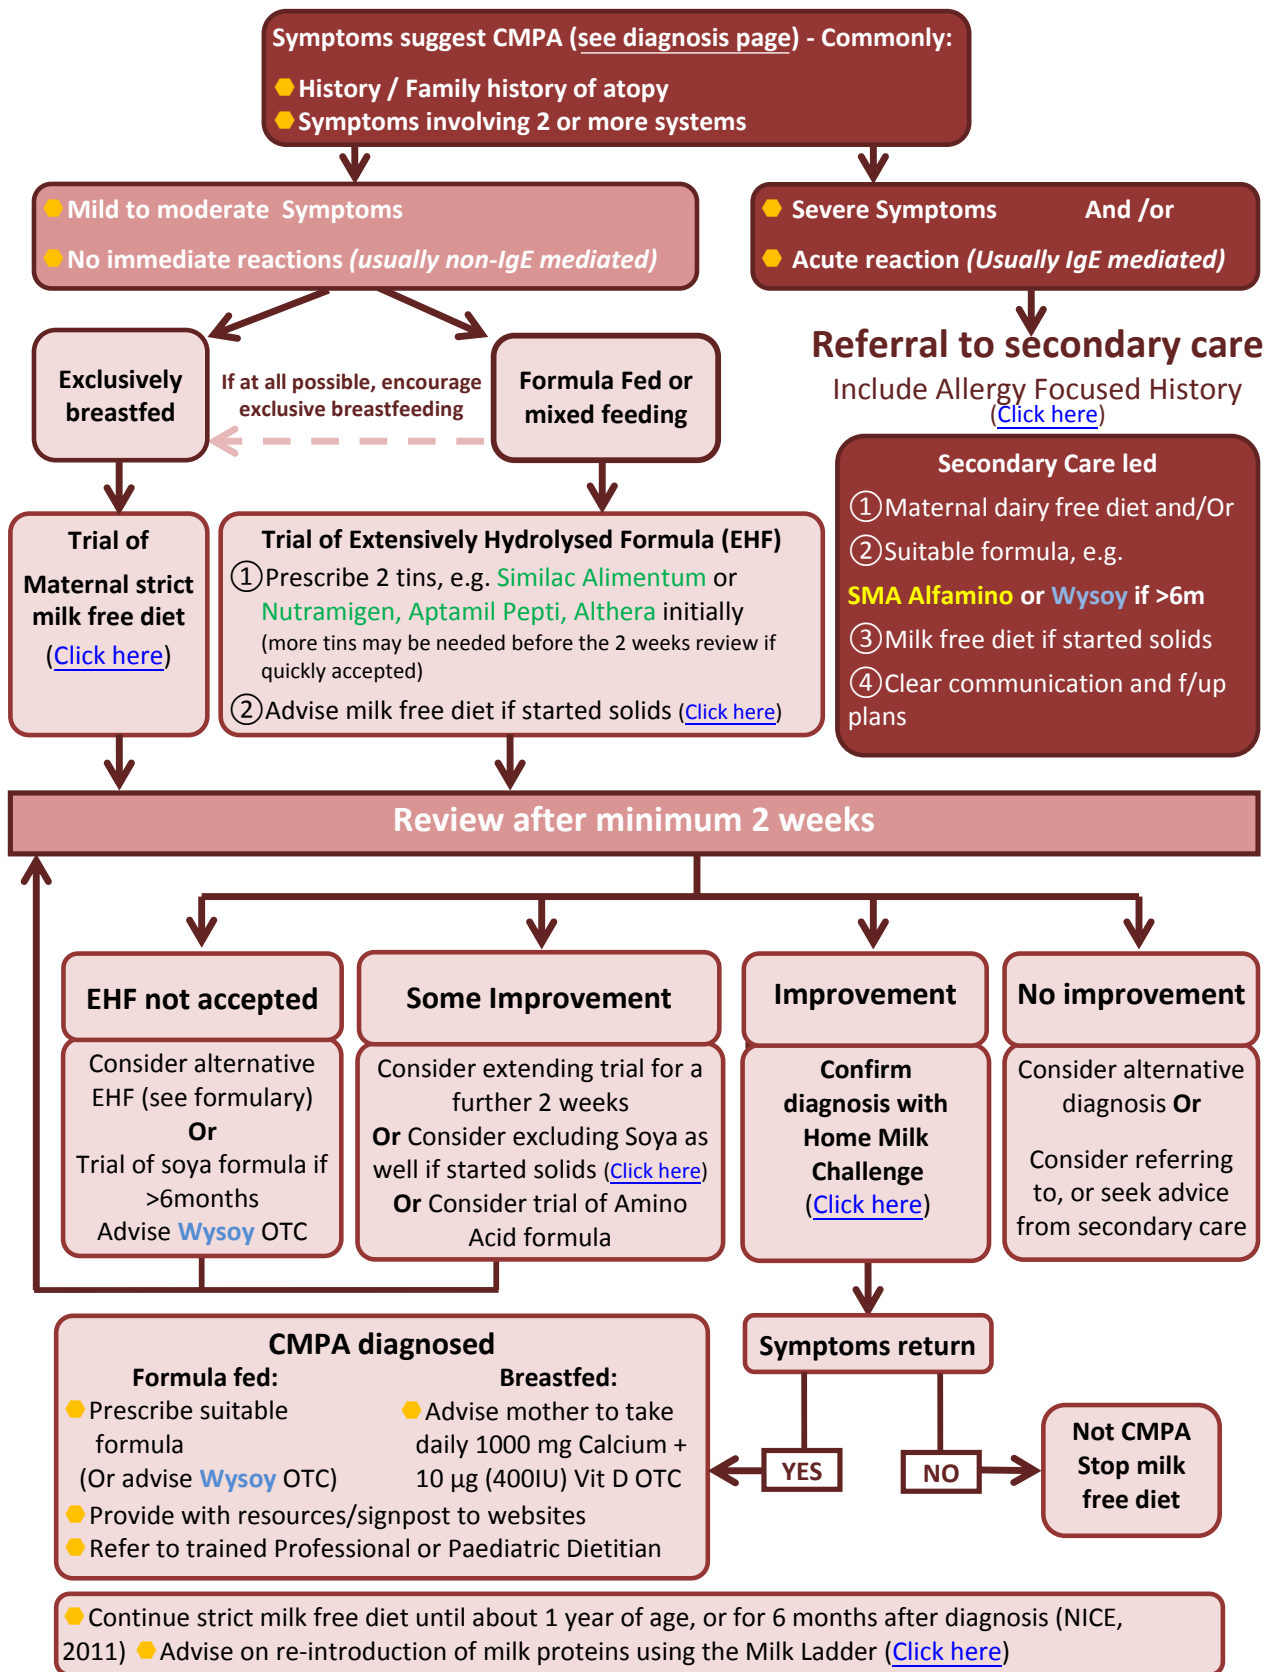 Symptoms suggest CMPA (see diagnosis page) - Commonly:
History / Family history of atopy
Symptoms involving 2 or more systems
Mild to moderate Symptoms
No immediate reactions (usually non-IgE mediated)
Severe Symptoms And /or
Acute reaction (Usually IgE mediated)
Exclusively
breastfed
If at all possible, encourage
exclusive breastfeeding
Formula Fed or
mixed feeding
Referral to secondary care
Include Allergy Focused History
(Click here)
Trial of
Maternal strict
milk free diet
(Click here)
Trial of Extensively Hydrolysed Formula (EHF)
① Prescribe 2 tins, e.g. Similac Alimentum or
Nutramigen, Aptamil Pepti, Althera initially
(more tins may be needed before the 2 weeks review if
quickly accepted)
② Advise milk free diet if started solids (Click here)
Secondary Care led
① Maternal dairy free diet and/Or
② Suitable formula, e.g.
SMA Alfamino or Wysoy if >6m
③ Milk free diet if started solids
④ Clear communication and f/up
plans
Review after minimum 2 weeks
EHF not accepted
Consider alternative
EHF (see formulary)
Or
Trial of soya formula if
>6months
Advise Wysoy OTC
Some Improvement
Consider extending trial for a
further 2 weeks
Or Consider excluding Soya as
well if started solids (Click here)
Or Consider trial of Amino
Acid formula
Improvement
Confirm
diagnosis with
Home Milk
Challenge
(Click here)
No improvement
Consider alternative
diagnosis Or
Consider referring
to, or seek advice
from secondary care
Symptoms return
YES
NO
Not CMPA
Stop milk
free diet
CMPA diagnosed
Formula fed:
Prescribe suitable
formula
(Or advise Wysoy OTC)
Breastfed:
Advise mother to take
daily 1000 mg Calcium +
10 µg (400IU) Vit D OTC
Provide with resources/signpost to websites
Refer to trained Professional or Paediatric Dietitian
Continue strict milk free diet until about 1 year of age, or for 6 months after diagnosis (NICE,
2011) Advise on re-introduction of milk proteins using the Milk Ladder (Click here)